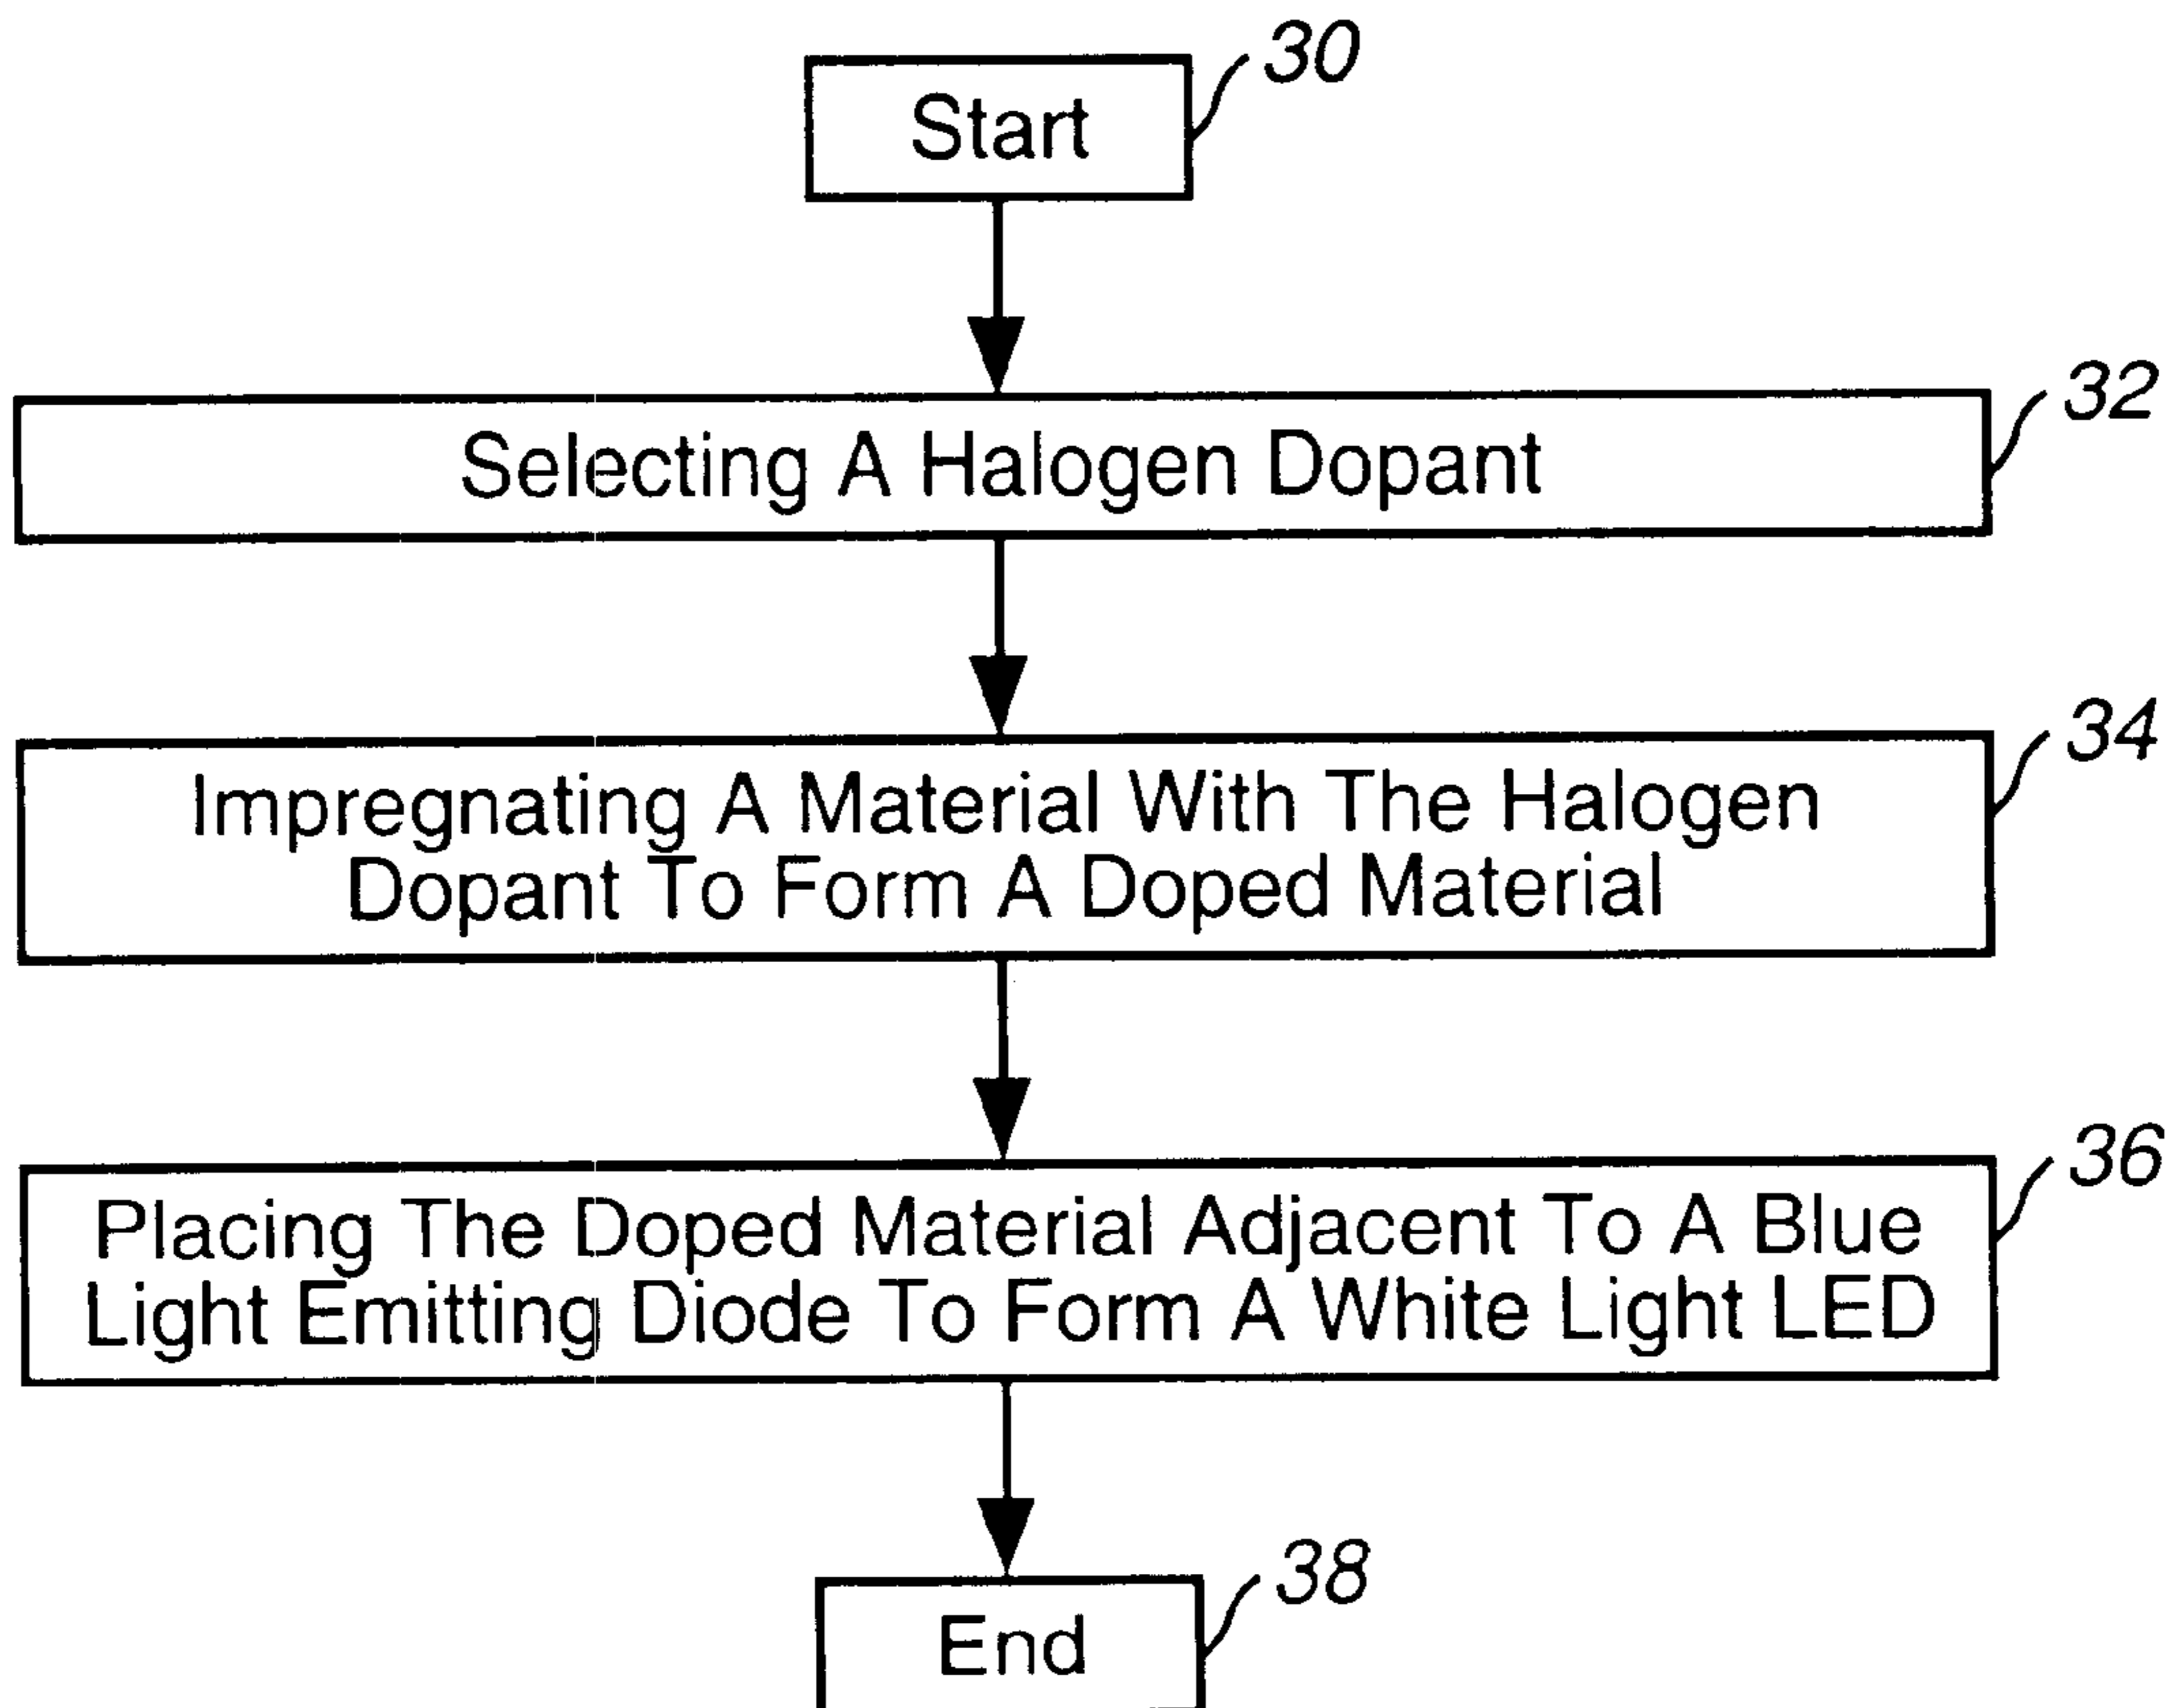 Start
30
Selecting A Halogen Dopant
32
Impregnating A Material With The Halogen
Dopant To Form A Doped Material
34
Placing The Doped Material Adjacent To A Blue
Light Emitting Diode To Form A White Light LED
36
End
38